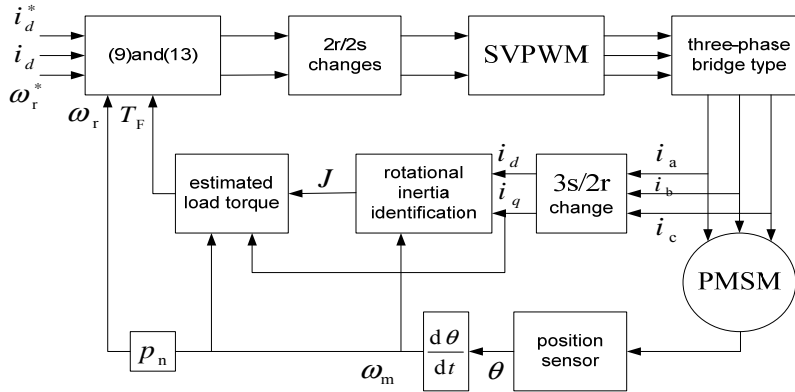 i_d^*
i_d
ω_r^*
(9)and(13)
2r/2s
changes
SVPWM
three-phase
bridge type
ω_r
T_F
estimated
load torque
J
rotational
inertia
identification
i_d
i_q
3s/2r
change
i_a
i_b
i_c
PMSM
p_n
ω_m
dθ
dt
θ
position
sensor